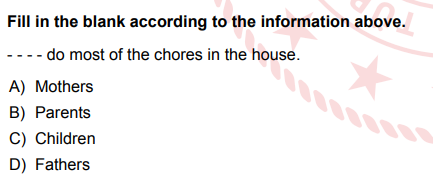 Fill in the blank according to the information above.
---- do most of the chores in the house.
A) Mothers
B) Parents
C) Children
D) Fathers